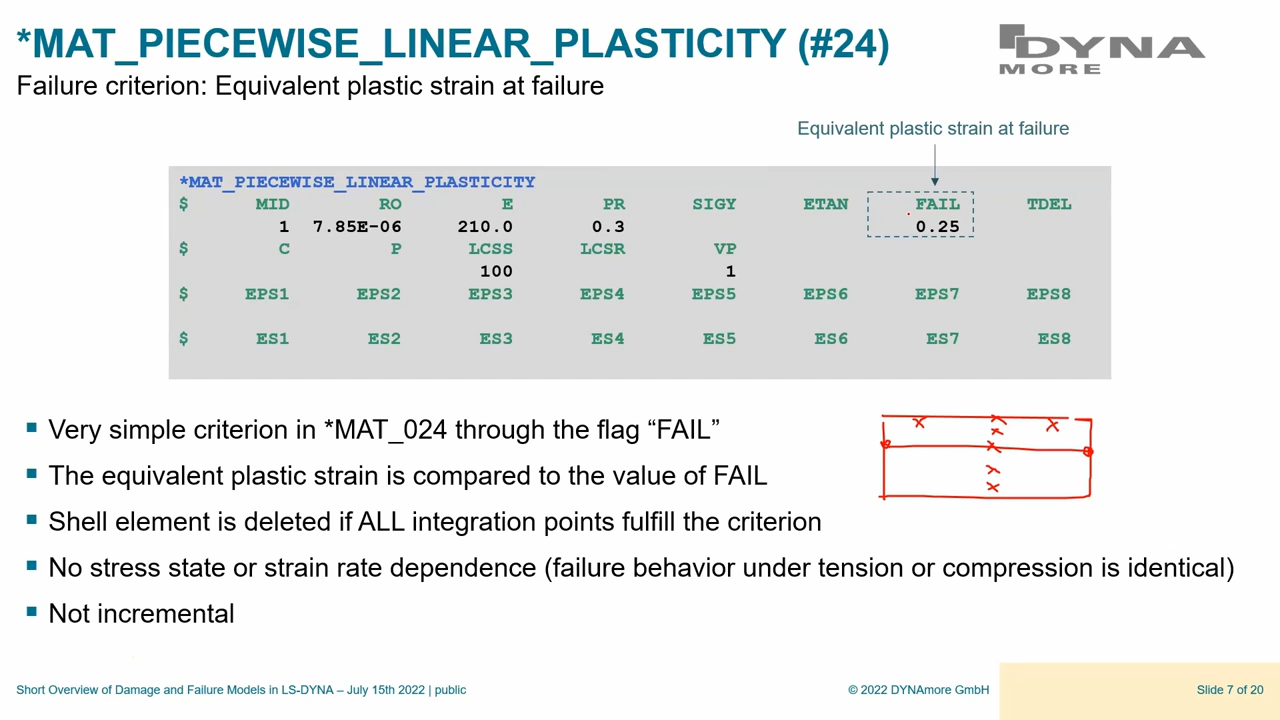 *MAT_PIECEWISE_LINEAR_PLASTICITY (#24)
DYNA
MORE
Failure criterion: Equivalent plastic strain at failure
Equivalent plastic strain at failure
*MAT_PIECEWISE_LINEAR_PLASTICITY
$ MID RO E PR SIGY ETAN FAIL TDEL
1 7.85E-06 210.0 0.3 0.25
$ C P LCSS LCSR VP
100 1
$ EPS1 EPS2 EPS3 EPS4 EPS5 EPS6 EPS7 EPS8
$ ES1 ES2 ES3 ES4 ES5 ES6 ES7 ES8
▪ Very simple criterion in *MAT_024 through the flag “FAIL”
▪ The equivalent plastic strain is compared to the value of FAIL
▪ Shell element is deleted if ALL integration points fulfill the criterion
▪ No stress state or strain rate dependence (failure behavior under tension or compression is identical)
▪ Not incremental
Short Overview of Damage and Failure Models in LS-DYNA – July 15th 2022 | public
© 2022 DYNAmore GmbH
Slide 7 of 20